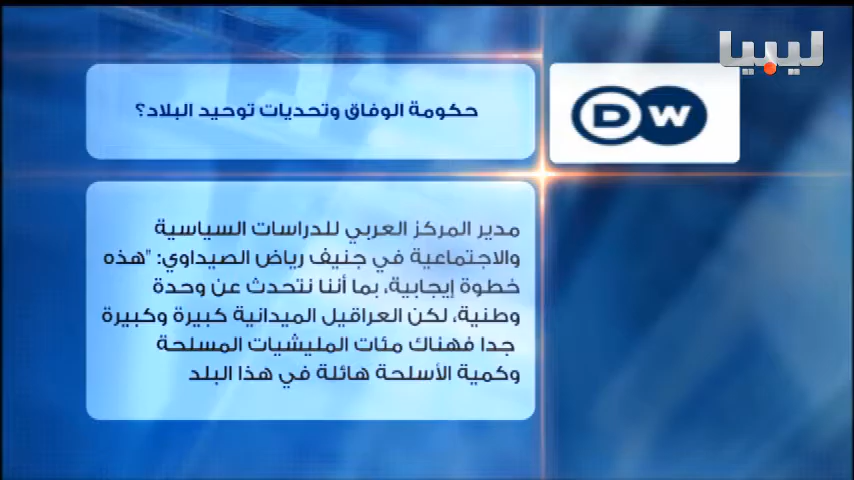 ليبيا
DW
حكومة الوفاق وتحديات توحيد البلاد؟
مدير المركز العربي للدراسات السياسية
والاجتماعية في جنيف رياض الصيداوي: "هذه
خطوة إيجابية، بما أننا نتحدث عن وحدة
وطنية، لكن العراقيل الميدانية كبيرة وكبيرة
جدا فهناك مئات المليشيات المسلحة
وكمية الأسلحة هائلة في هذا البلد